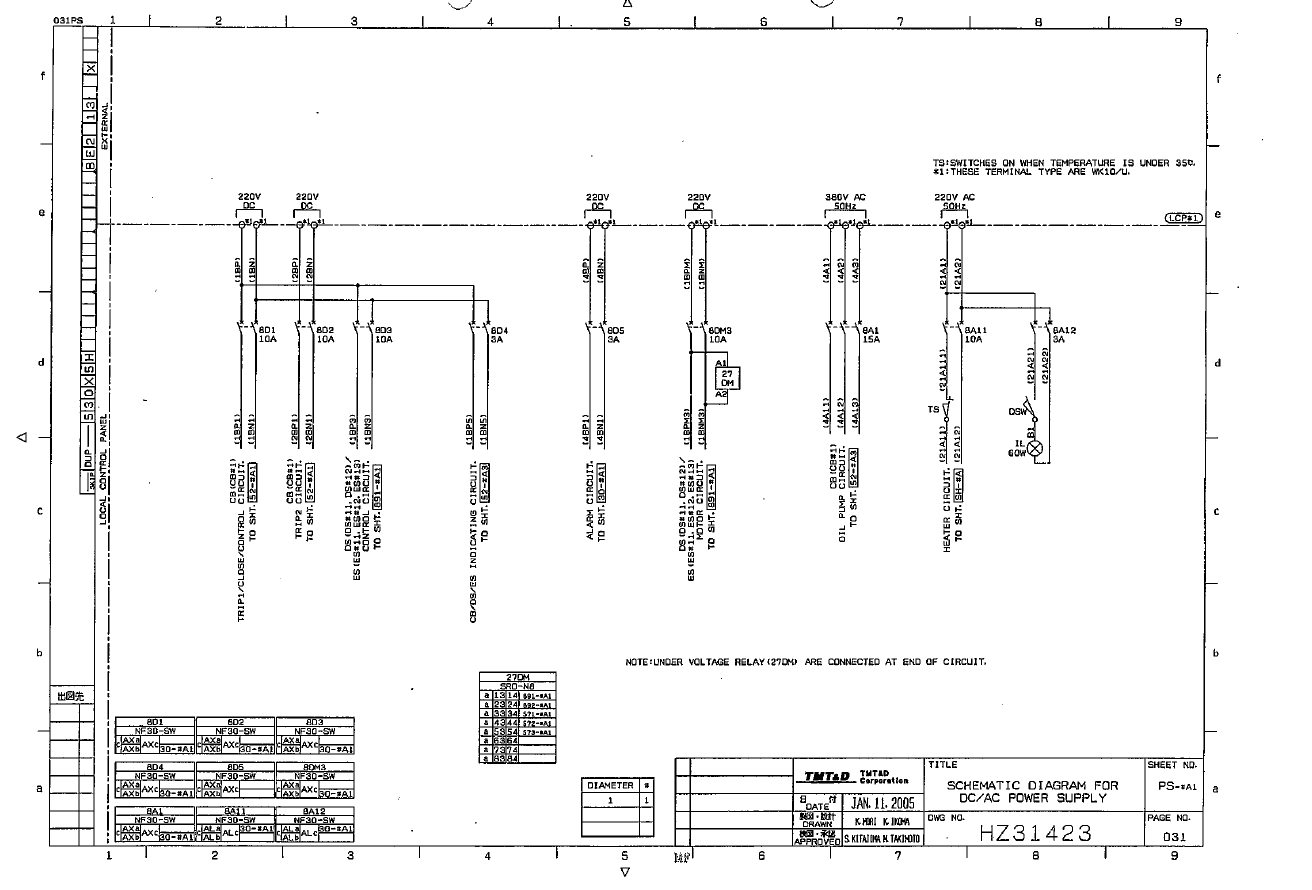 031PS
1 2 3 4 5 6 7 8 9
f
e
d
c
b
a
X
8E2 13
DUP 530X5H
SKIP
EXTERNAL
LOCAL CONTROL PANEL
出図先
TS:SWITCHES ON WHEN TEMPERATURE IS UNDER 35℃.
*1:THESE TERMINAL TYPE ARE WK10/U.
LCP#1
220V DC
220V DC
220V DC
220V DC
380V AC 50Hz
220V AC 50Hz
*1 *1 *1 *1 *1 *1 *1 *1 *1 *1 *1 *1 *1
(1BP) (1BN) (2BP) (2BN) (4BP) (4BN) (1BPM) (1BNM) (4A1) (4A2) (4A3) (21A1) (21A2)
8D1 10A
8D2 10A
8D3 10A
8D4 3A
8D5 3A
8DM3 10A
8A1 15A
8A11 10A
8A12 3A
A1
27 DM
A2
(21A111)
TS
(21A21) (21A22)
DSW
B1
IL 60W
(1BP1) (1BN1) (2BP1) (2BN1) (1BP3) (1BN3) (1BP5) (1BN5) (4BP1) (4BN1) (1BPM3) (1BNM3) (4A11) (4A12) (4A13) (21A11) (21A12)
CB(CB#1)
TRIP1/CLOSE/CONTROL CIRCUIT.
TO SHT. 52-#A1
CB(CB#1)
TRIP2 CIRCUIT.
TO SHT. 52-#A1
DS(DS#11, DS#12)/
ES(ES#11, ES#12, ES#13)
CONTROL CIRCUIT.
TO SHT. 891-#A1
CB/DS/ES INDICATING CIRCUIT.
TO SHT. 52-#A3
ALARM CIRCUIT.
TO SHT. 30-#A1
DS(DS#11, DS#12)/
ES(ES#11, ES#12, ES#13)
MOTOR CIRCUIT.
TO SHT. 891-#A1
CB(CB#1)
OIL PUMP CIRCUIT.
TO SHT. 52-#A3
HEATER CIRCUIT.
TO SHT. SH-#A
NOTE:UNDER VOLTAGE RELAY(27DM) ARE CONNECTED AT END OF CIRCUIT.
27DM
SRD-N8
a 13 14 891-#A1
a 23 24 892-#A1
a 33 34 571-#A1
a 43 44 572-#A1
a 53 54 573-#A1
a 63 64
a 73 74
a 83 84
8D1 8D2 8D3
NF30-SW NF30-SW NF30-SW
c AXa AXb AXc 30-#A1 c AXa AXb AXc 30-#A1 c AXa AXb AXc 30-#A1
8D4 8D5 8DM3
NF30-SW NF30-SW NF30-SW
c AXa AXb AXc 30-#A1 c AXa AXb AXc 30-#A1 c AXa AXb AXc 30-#A1
8A1 8A11 8A12
NF30-SW NF30-SW NF30-SW
c AXa AXb AXc 30-#A1 c ALa ALb ALc 30-#A1 c ALa ALb ALc 30-#A1
DIAMETER #
1 1
TMT&D TMT&D Corporation
日付 DATE JAN. 11. 2005
製図・設計 DRAWN K.MORI K.IKOMA
APPROVED S.KITAJIMA N.TAKIMOTO
TITLE
SCHEMATIC DIAGRAM FOR
DC/AC POWER SUPPLY
DWG NO. HZ31423
SHEET NO.
PS-#A1
PAGE NO.
031
1 2 3 4 5 6 7 8 9
f
e
d
c
b
a